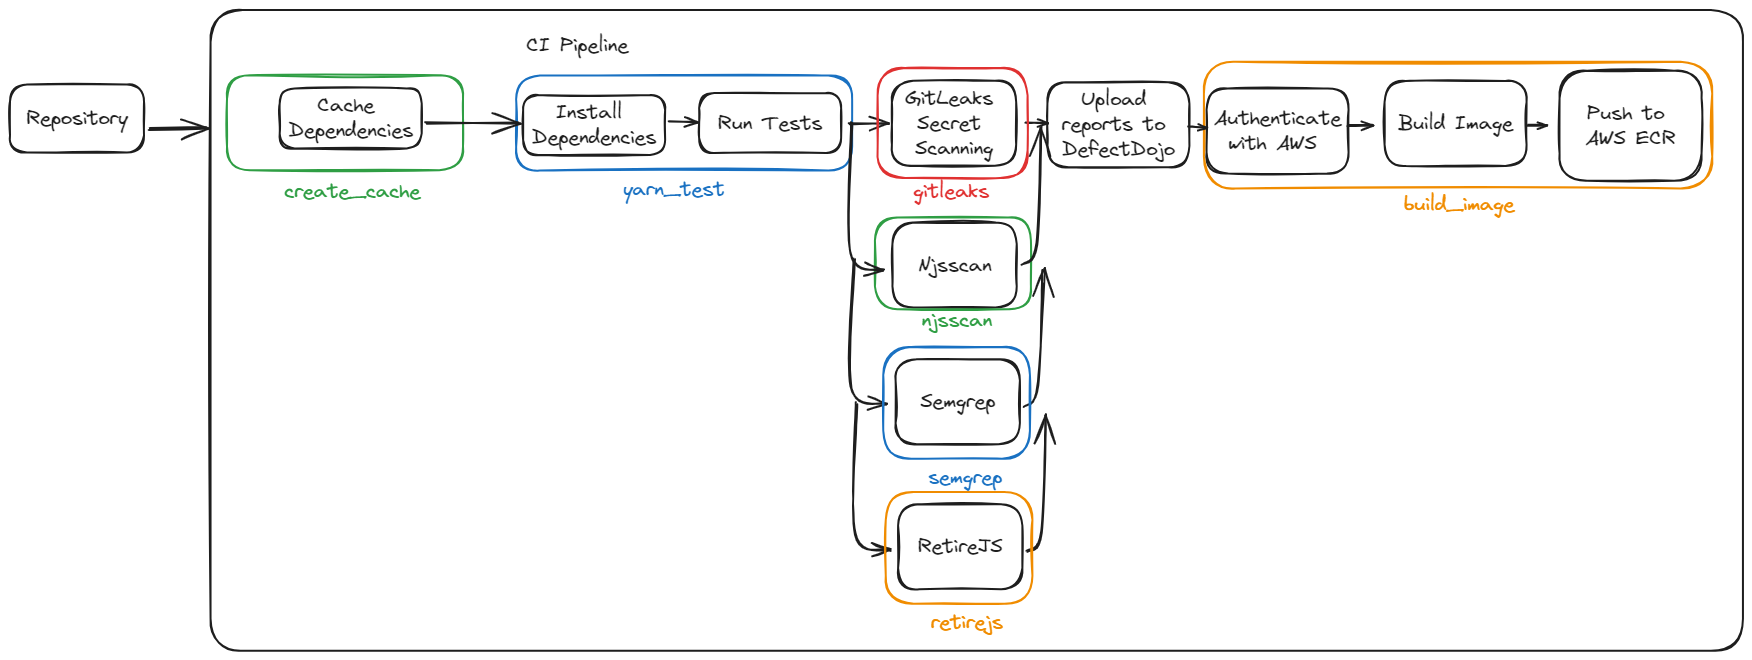 CI Pipeline
Repository
Cache
Dependencies
create_cache
Install
Dependencies
Run Tests
yarn_test
GitLeaks
Secret
Scanning
gitleaks
Njsscan
njsscan
Semgrep
semgrep
RetireJS
retirejs
Upload
reports to
DefectDojo
Authenticate
with AWS
Build Image
Push to
AWS ECR
build_image